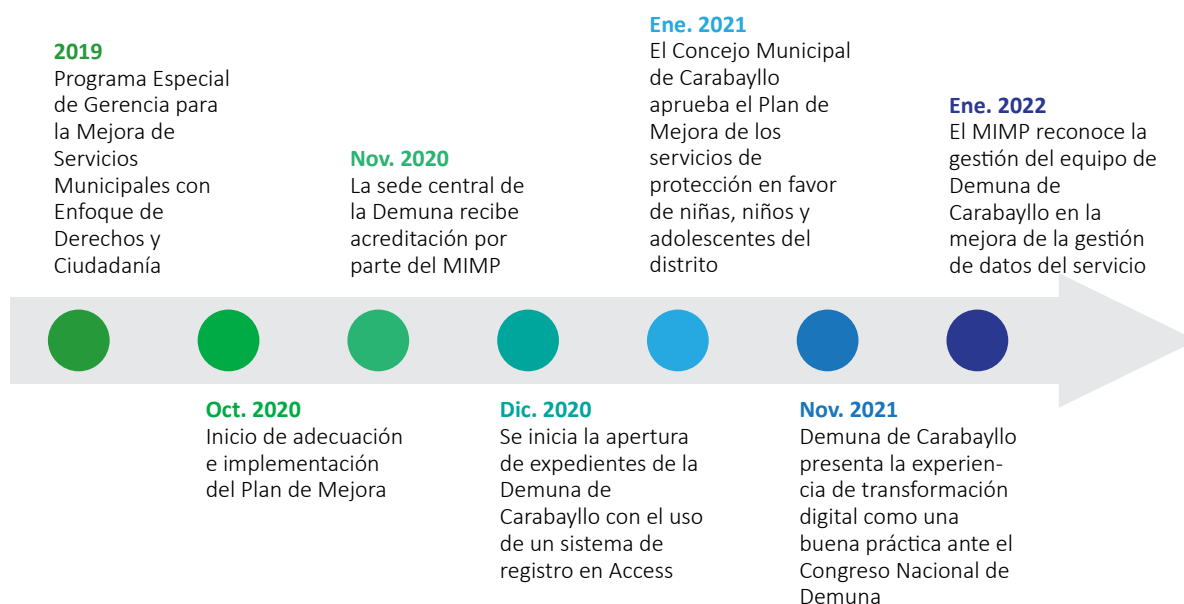 2019
Programa Especial
de Gerencia para
la Mejora de
Servicios
Municipales con
Enfoque de
Derechos y
Ciudadanía
Oct. 2020
Inicio de adecuación
e implementación
del Plan de Mejora
Nov. 2020
La sede central de
la Demuna recibe
acreditación por
parte del MIMP
Dic. 2020
Se inicia la apertura
de expedientes de la
Demuna de
Carabayllo con el uso
de un sistema de
registro en Access
Ene. 2021
El Concejo Municipal
de Carabayllo
aprueba el Plan de
Mejora de los
servicios de
protección en favor
de niñas, niños y
adolescentes del
distrito
Nov. 2021
Demuna de Carabayllo
presenta la experien-
cia de transformación
digital como una
buena práctica ante el
Congreso Nacional de
Demuna
Ene. 2022
El MIMP reconoce la
gestión del equipo de
Demuna de
Carabayllo en la
mejora de la gestión
de datos del servicio